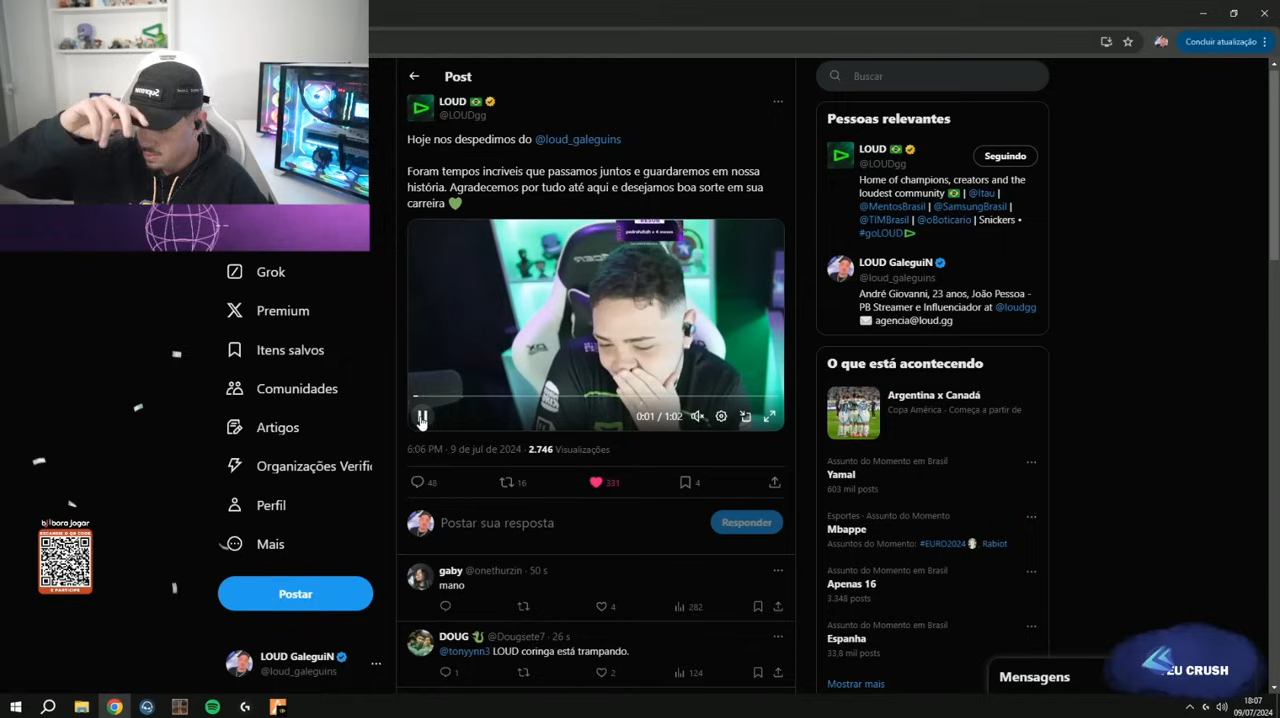 Concluir atualização
Post
Buscar
LOUD
@LOUDgg
Hoje nos despedimos do @loud_galeguins
Foram tempos incríveis que passamos juntos e guardaremos em nossa
história. Agradecemos por tudo até aqui e desejamos boa sorte em sua
carreira
0:01 / 1:02
6:06 PM · 9 de jul de 2024 · 2.746 Visualizações
48
16
331
4
Postar sua resposta
Responder
gaby @onethurzin · 50 s
mano
4
282
DOUG @Dougsete7 · 26 s
@tonyynn3 LOUD coringa está trampando.
1
2
124
Grok
Premium
Itens salvos
Comunidades
Artigos
Organizações Verifi
Perfil
Mais
Postar
LOUD GaleguiN
@loud_galeguins
bora jogar
ESCANEIE O QR CODE
E PARTICIPE
Pessoas relevantes
LOUD
@LOUDgg
Seguindo
Home of champions, creators and the
loudest community | @Itau |
@MentosBrasil | @SamsungBrasil |
@TIMBrasil | @oBoticario | Snickers •
#goLOUD
LOUD GaleguiN
@loud_galeguins
André Giovanni, 23 anos, João Pessoa -
PB Streamer e Influenciador at @loudgg
agencia@loud.gg
O que está acontecendo
Argentina x Canadá
Copa América · Começa a partir de
Assunto do Momento em Brasil
Yamal
603 mil posts
Esportes · Assunto do Momento
Mbappe
Assuntos do Momento: #EURO2024 Rabiot
Assunto do Momento em Brasil
Apenas 16
3.348 posts
Assunto do Momento em Brasil
Espanha
33,8 mil posts
Mostrar mais
Mensagens
EU CRUSH
18:07
09/07/2024